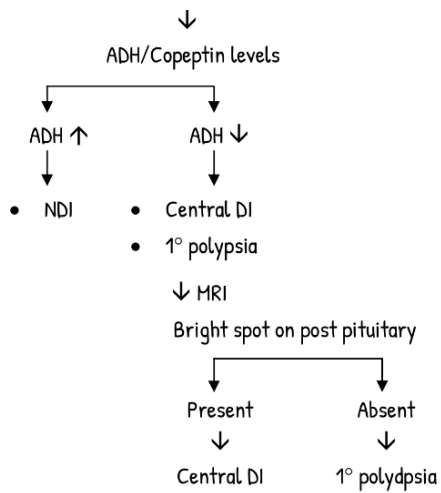 ↓
ADH/Copeptin levels
ADH ↑ ADH ↓
• NDI • Central DI
• 1° polypsia
↓ MRI
Bright spot on post pituitary
Present Absent
↓ ↓
Central DI 1° polydpsia